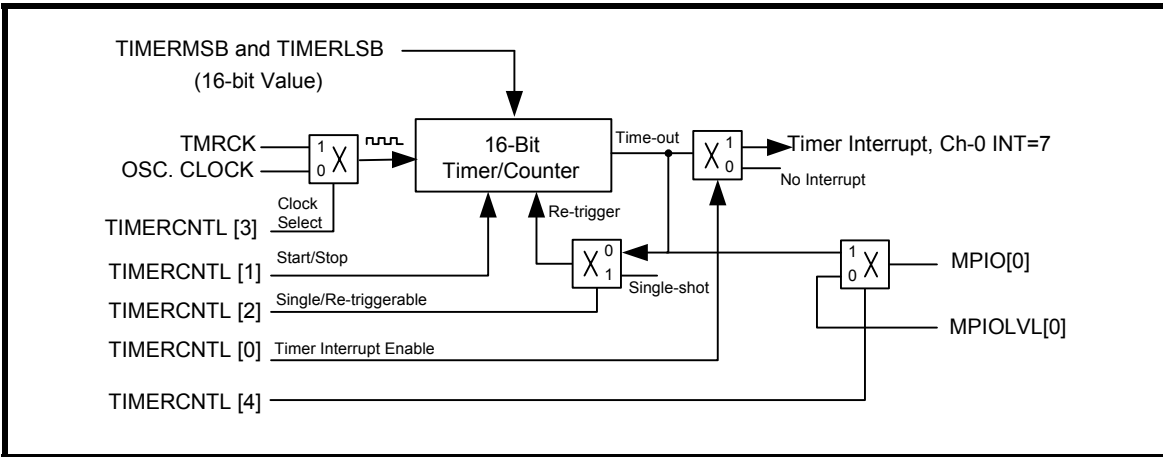 TIMERMSB and TIMERLSB
(16-bit Value)
TMRCK
OSC. CLOCK
1
0
X
16-Bit
Timer/Counter
Time-out
X
1
0
Timer Interrupt, Ch-0 INT=7
No Interrupt
Clock
Select
TIMERCNTL [3]
Re-trigger
Start/Stop
TIMERCNTL [1]
X
0
1
Single-shot
1
0
X
MPIO[0]
TIMERCNTL [2]
Single/Re-triggerable
MPIOLVL[0]
TIMERCNTL [0]
Timer Interrupt Enable
TIMERCNTL [4]